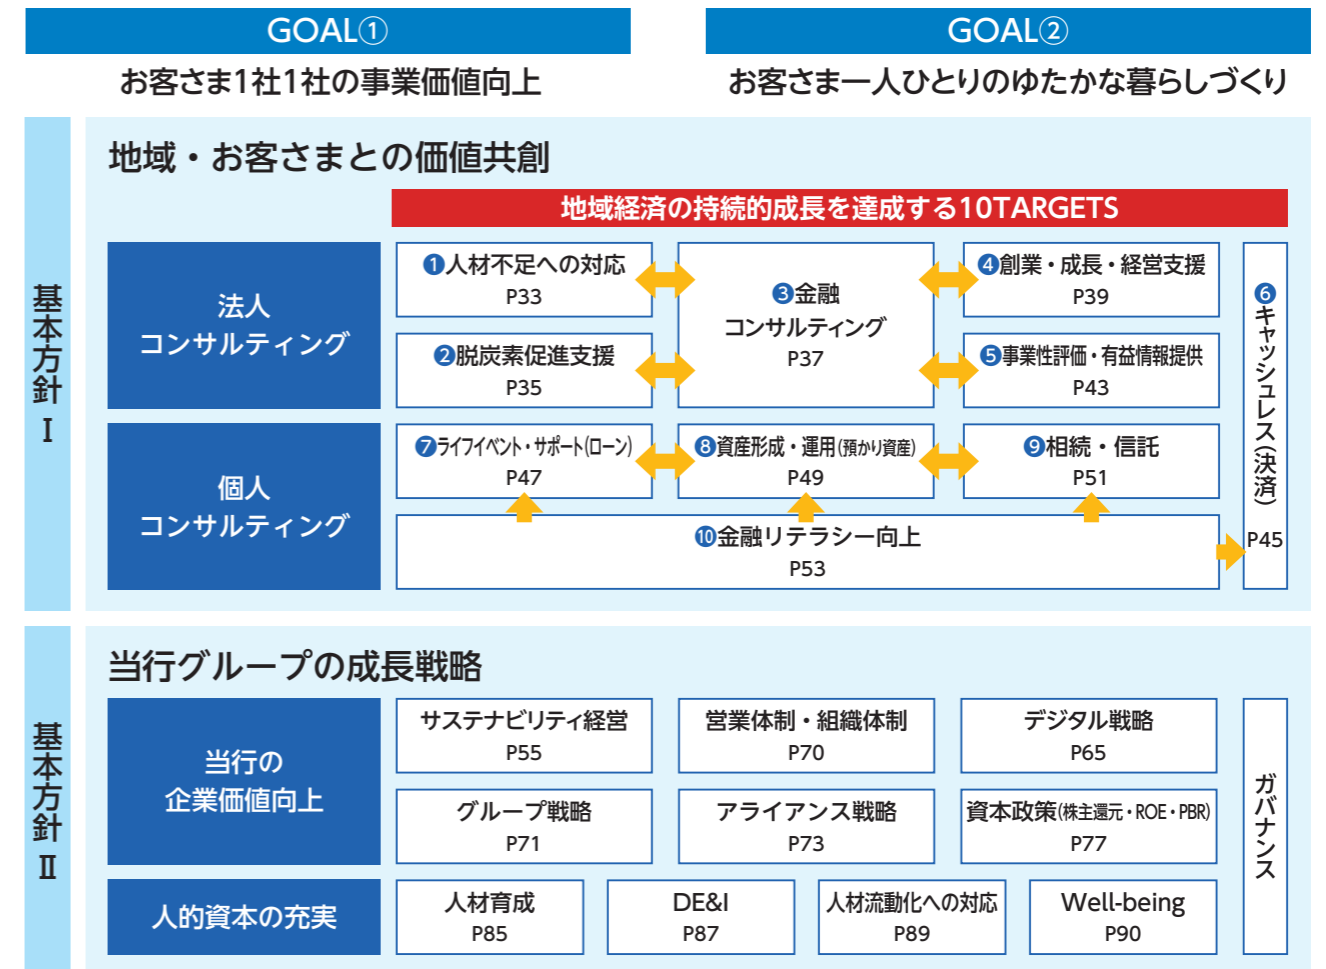 GOAL①
お客さま1社1社の事業価値向上
GOAL②
お客さま一人ひとりのゆたかな暮らしづくり
基本方針Ⅰ
地域・お客さまとの価値共創
地域経済の持続的成長を達成する10TARGETS
法人
コンサルティング
❶人材不足への対応
P33
❷脱炭素促進支援
P35
❸金融
コンサルティング
P37
❹創業・成長・経営支援
P39
❺事業性評価・有益情報提供
P43
❻キャッシュレス(決済)
P45
個人
コンサルティング
❼ライフイベント・サポート(ローン)
P47
❽資産形成・運用(預かり資産)
P49
❾相続・信託
P51
❿金融リテラシー向上
P53
基本方針Ⅱ
当行グループの成長戦略
当行の
企業価値向上
サステナビリティ経営
P55
営業体制・組織体制
P70
デジタル戦略
P65
グループ戦略
P71
アライアンス戦略
P73
資本政策(株主還元・ROE・PBR)
P77
ガバナンス
人的資本の充実
人材育成
P85
DE&I
P87
人材流動化への対応
P89
Well-being
P90